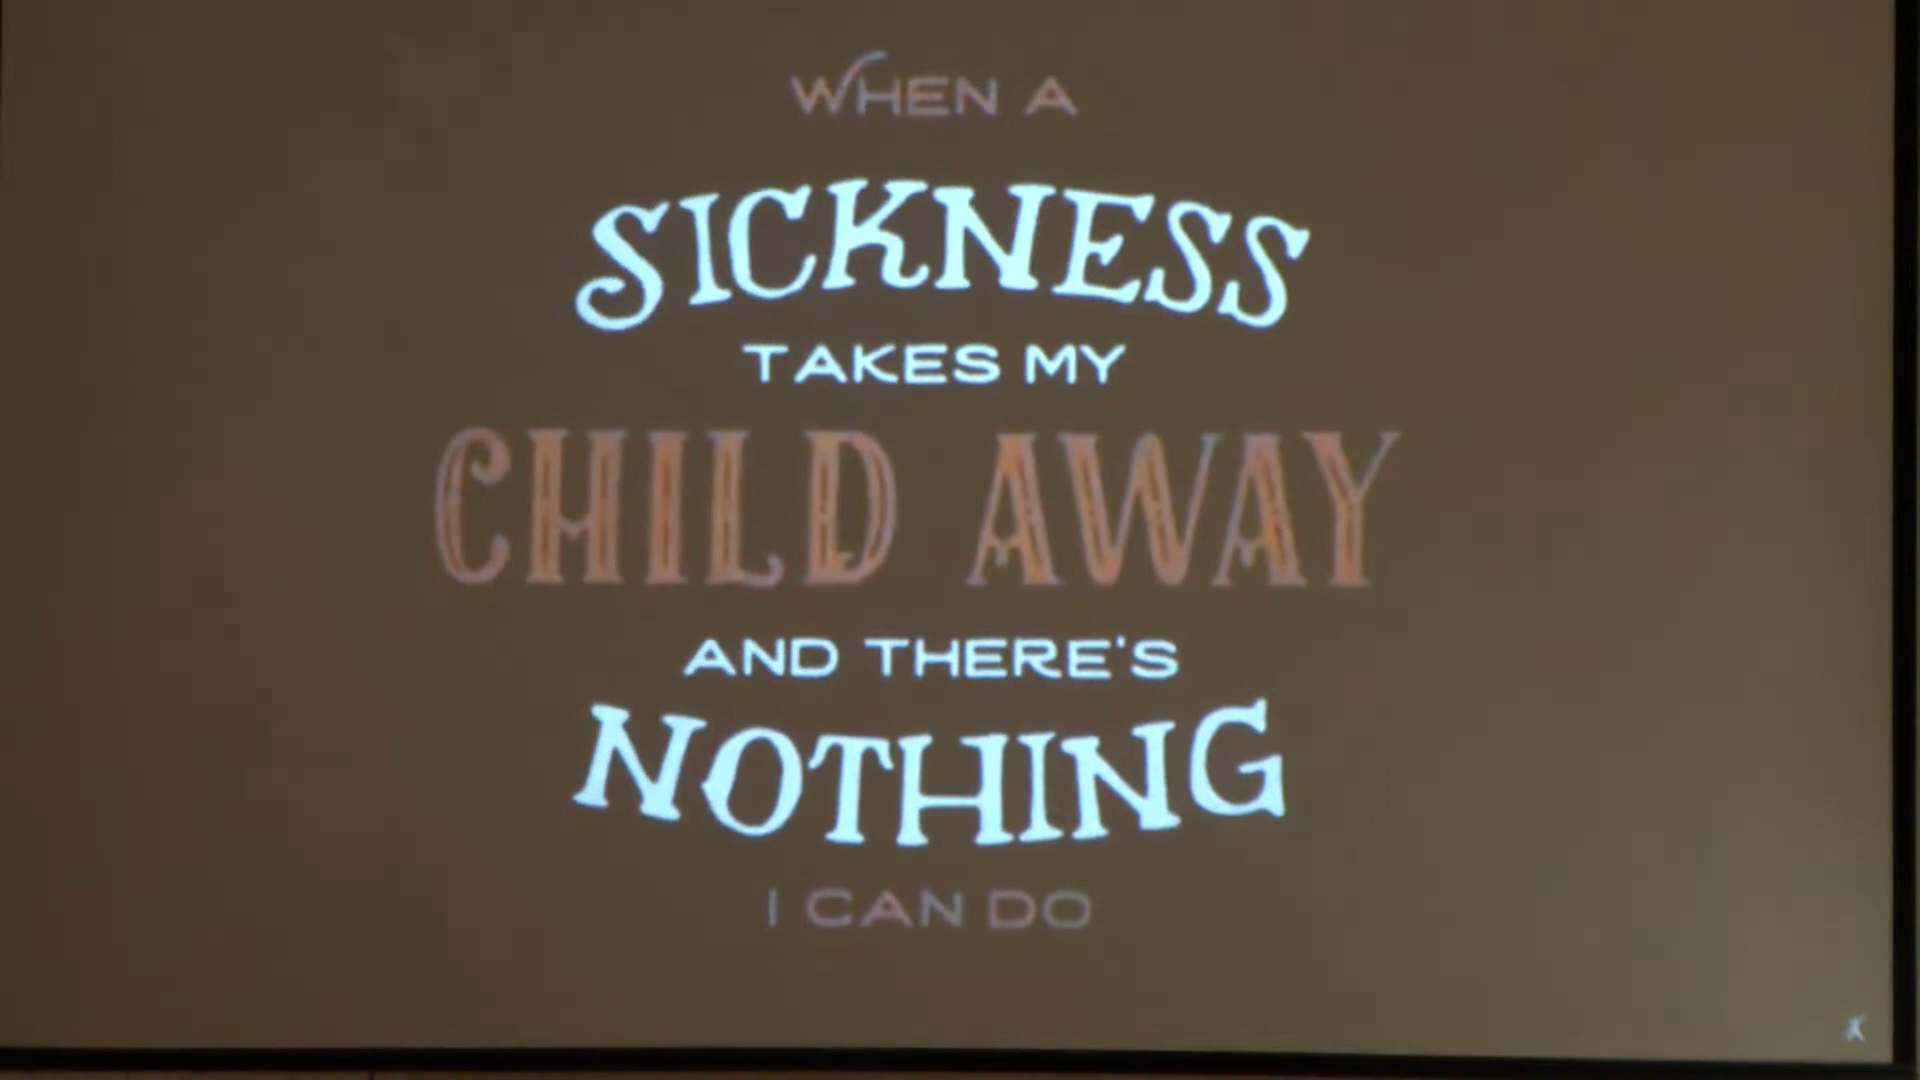 WHEN A
SICKNESS
TAKES MY
CHILD AWAY
AND THERE'S
NOTHING
I CAN DO